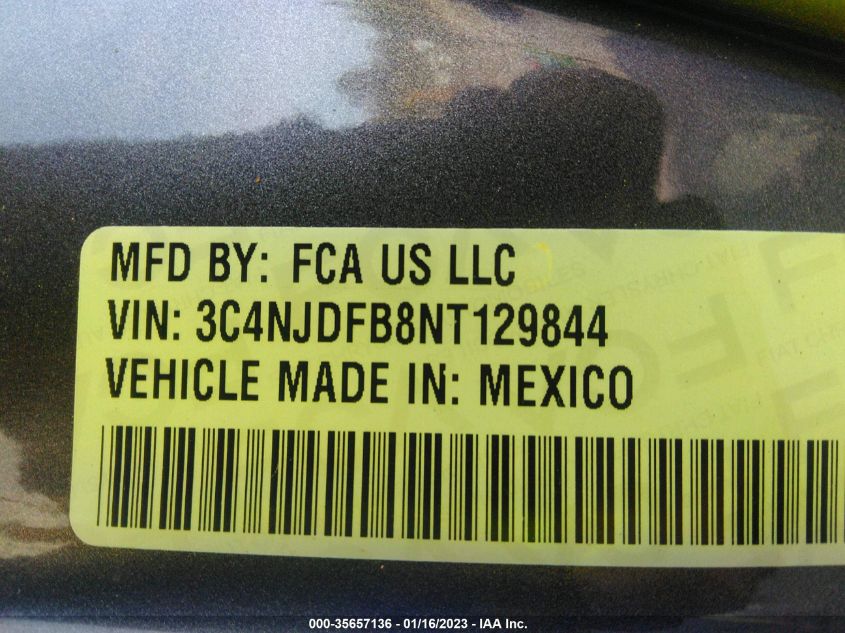 MFD BY: FCA US LLC
VIN: 3C4NJDFB8NT129844
VEHICLE MADE IN: MEXICO
000-35657136 - 01/16/2023 - IAA Inc.